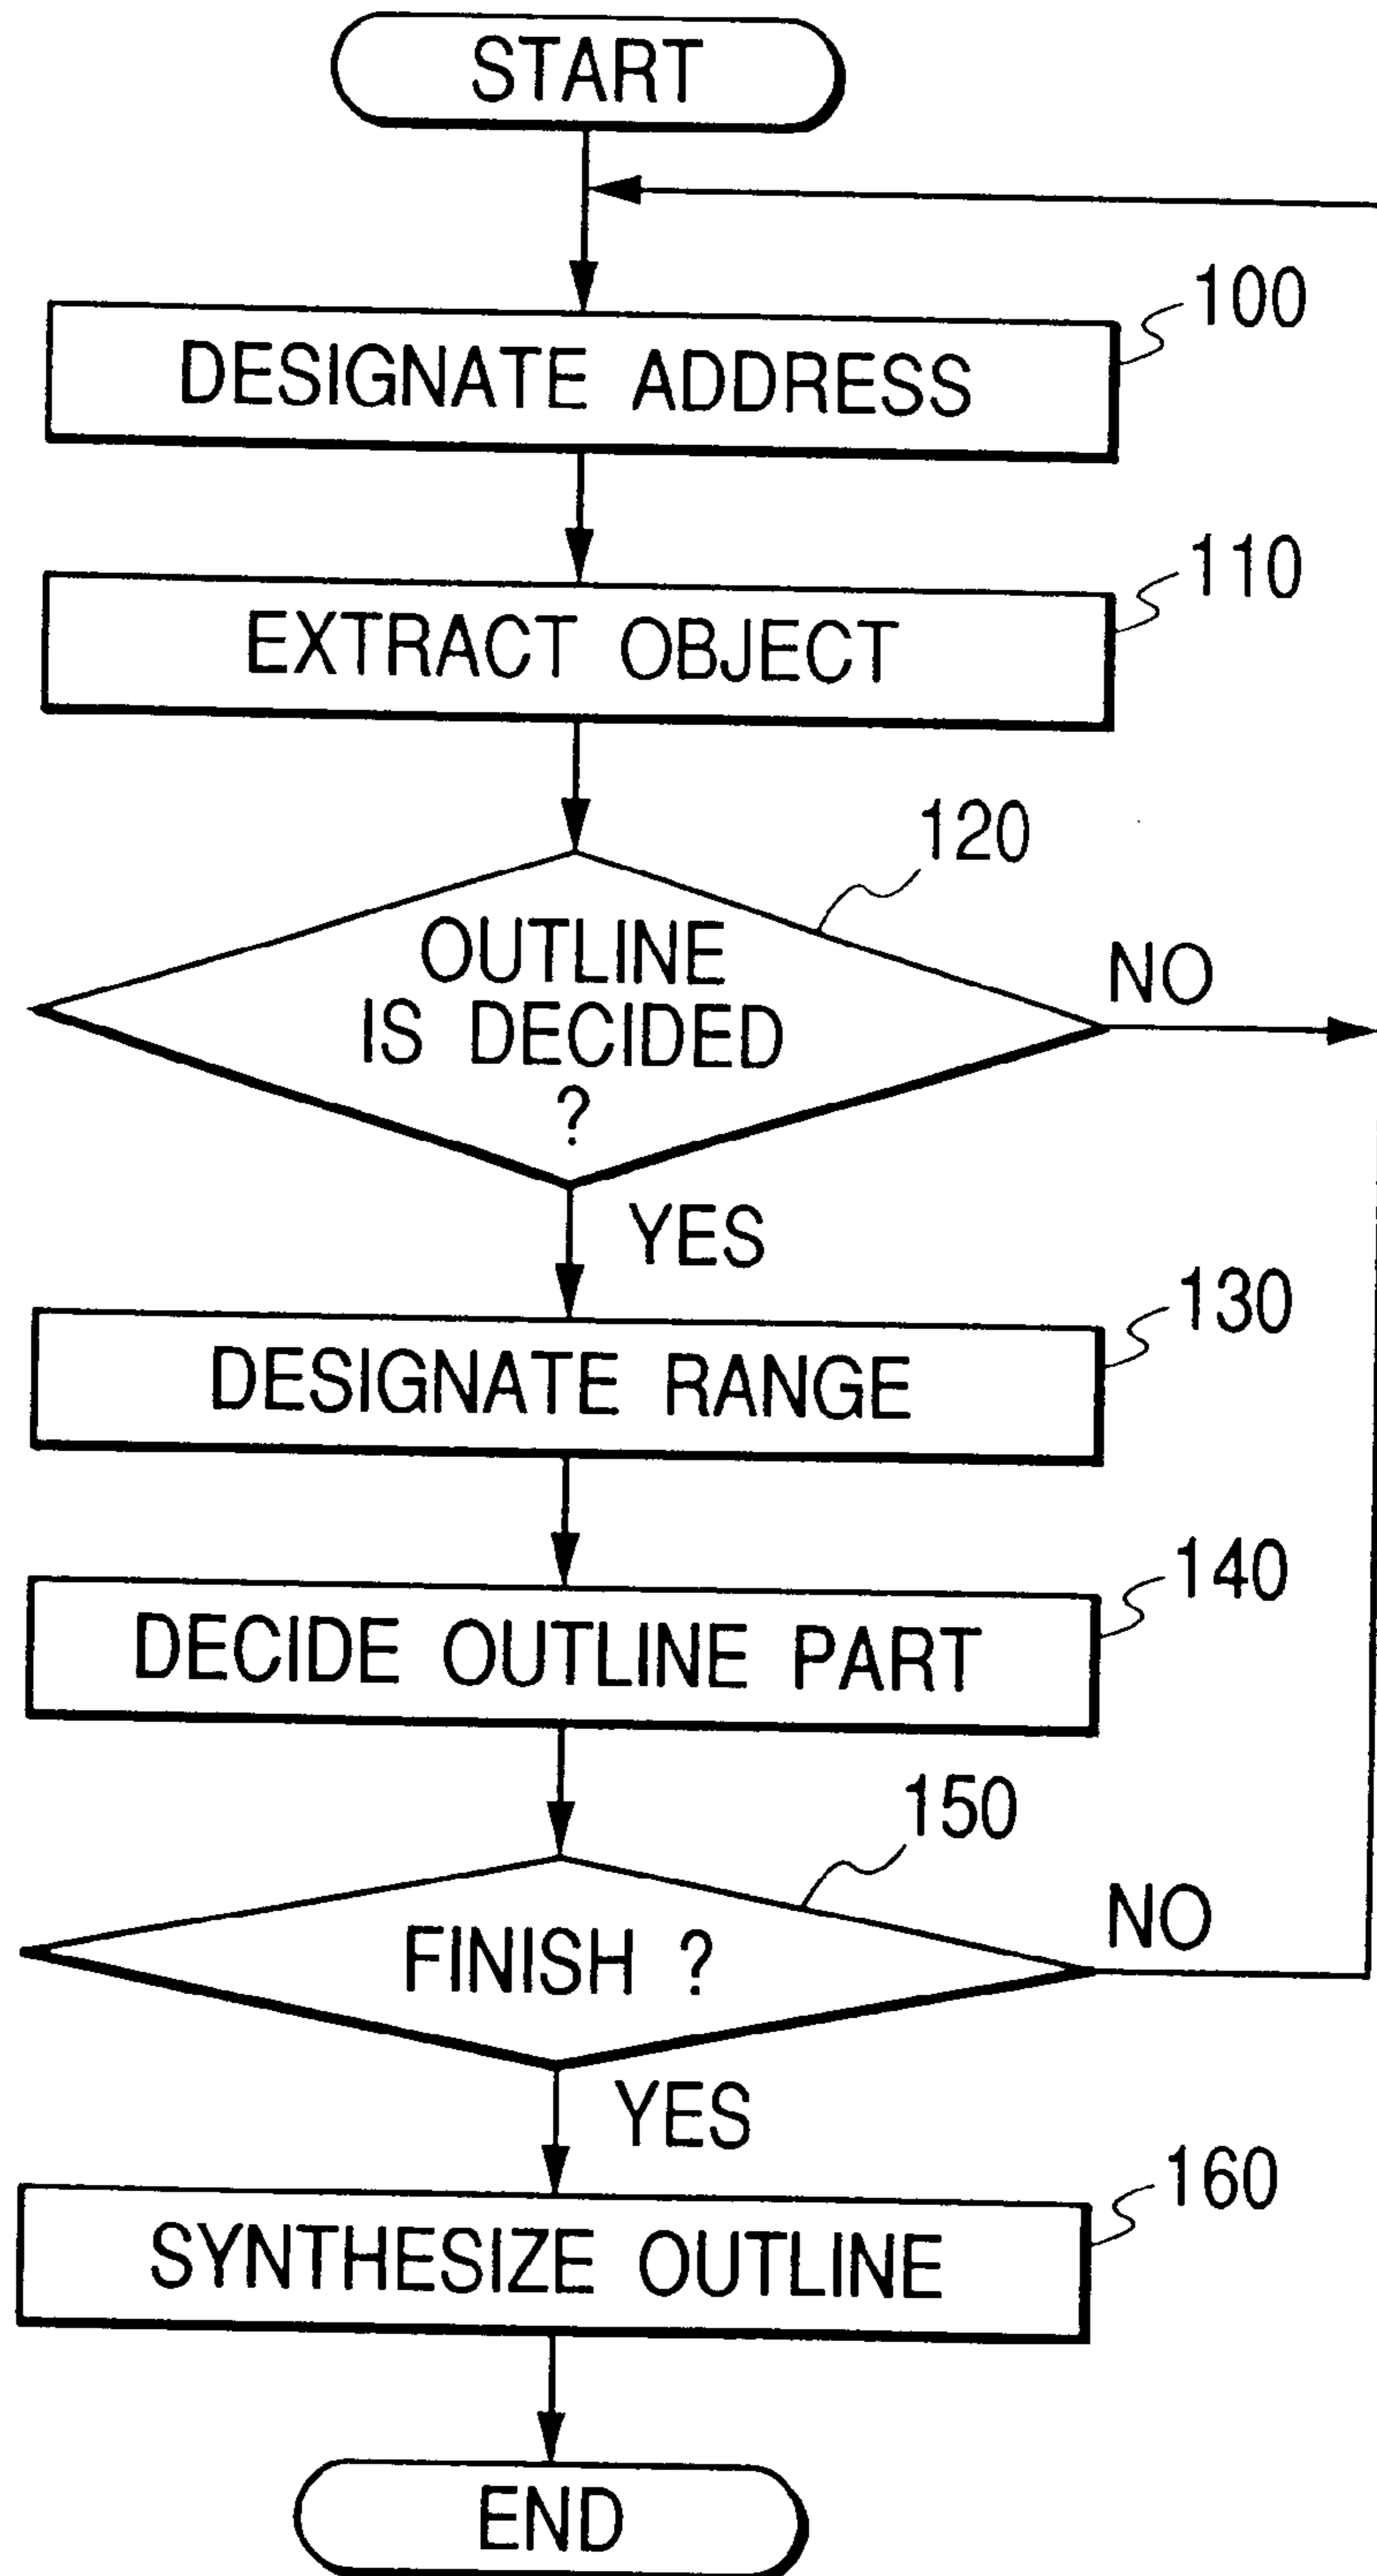 START
100
DESIGNATE ADDRESS
110
EXTRACT OBJECT
120
OUTLINE
IS DECIDED
?
NO
YES
130
DESIGNATE RANGE
140
DECIDE OUTLINE PART
150
FINISH ?
NO
YES
160
SYNTHESIZE OUTLINE
END